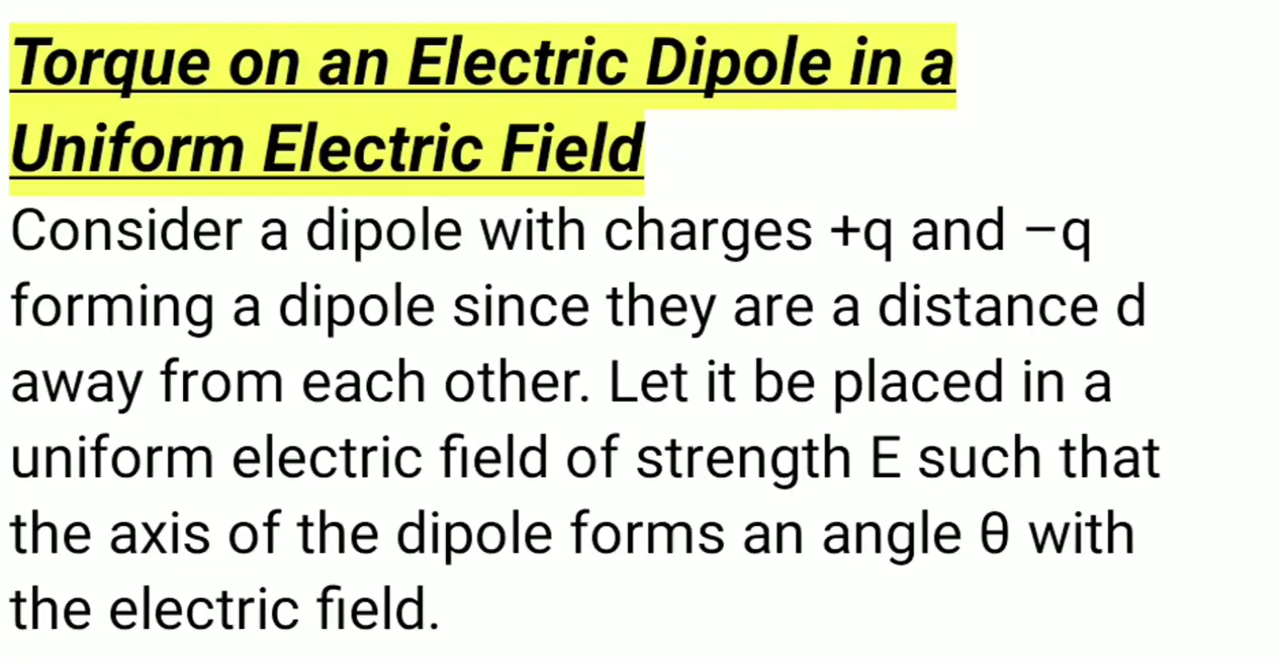 Torque on an Electric Dipole in a
Uniform Electric Field
Consider a dipole with charges +q and −q
forming a dipole since they are a distance d
away from each other. Let it be placed in a
uniform electric field of strength E such that
the axis of the dipole forms an angle θ with
the electric field.